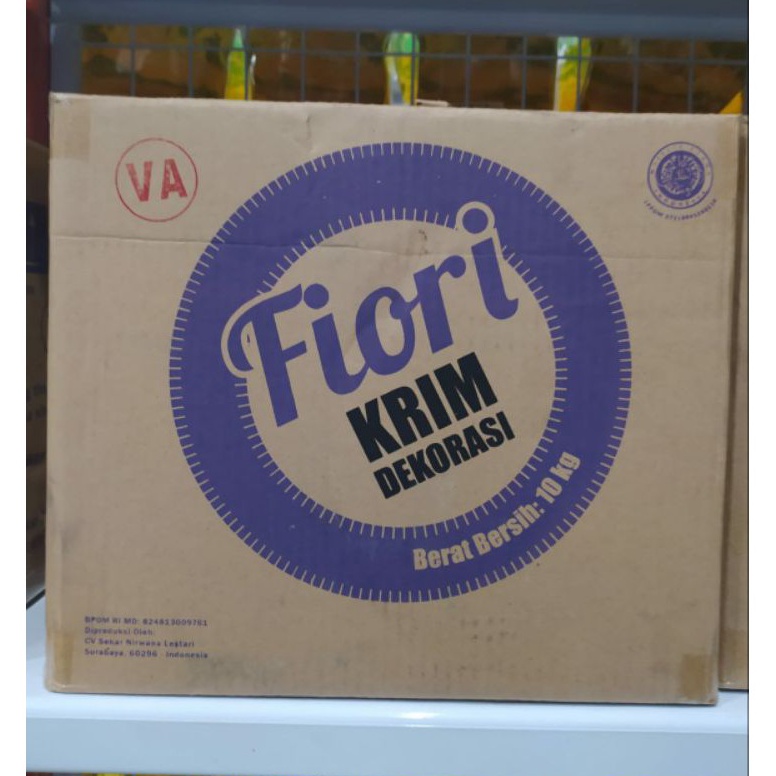 VA
Fiori
KRIM
DEKORASI
Berat Bersih: 10 kg
BPOM RI MD: 824813009761
Diproduksi Oleh:
CV Sekar Nirwana Lestari
Surabaya, 60296 - Indonesia